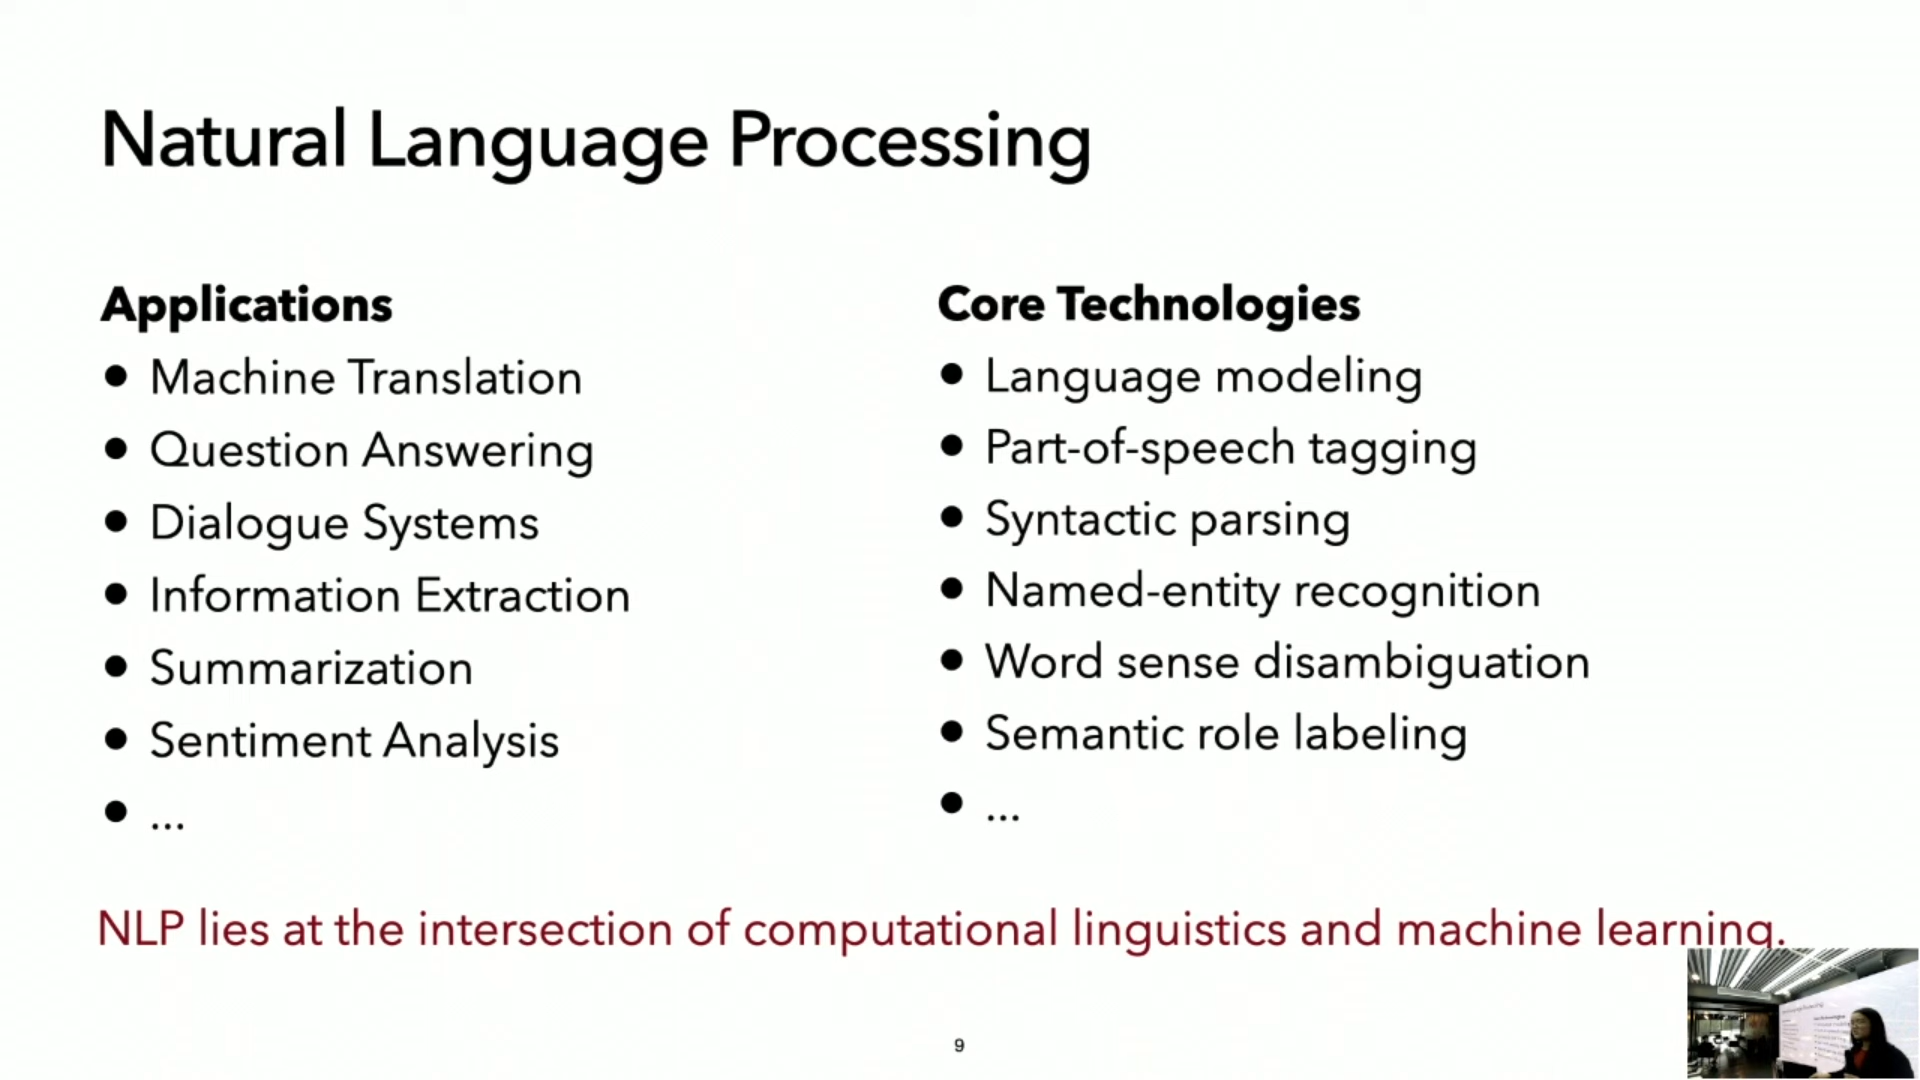 Natural Language Processing
Applications
• Machine Translation
• Question Answering
• Dialogue Systems
• Information Extraction
• Summarization
• Sentiment Analysis
• ...
Core Technologies
• Language modeling
• Part-of-speech tagging
• Syntactic parsing
• Named-entity recognition
• Word sense disambiguation
• Semantic role labeling
• ...
NLP lies at the intersection of computational linguistics and machine learning.
9